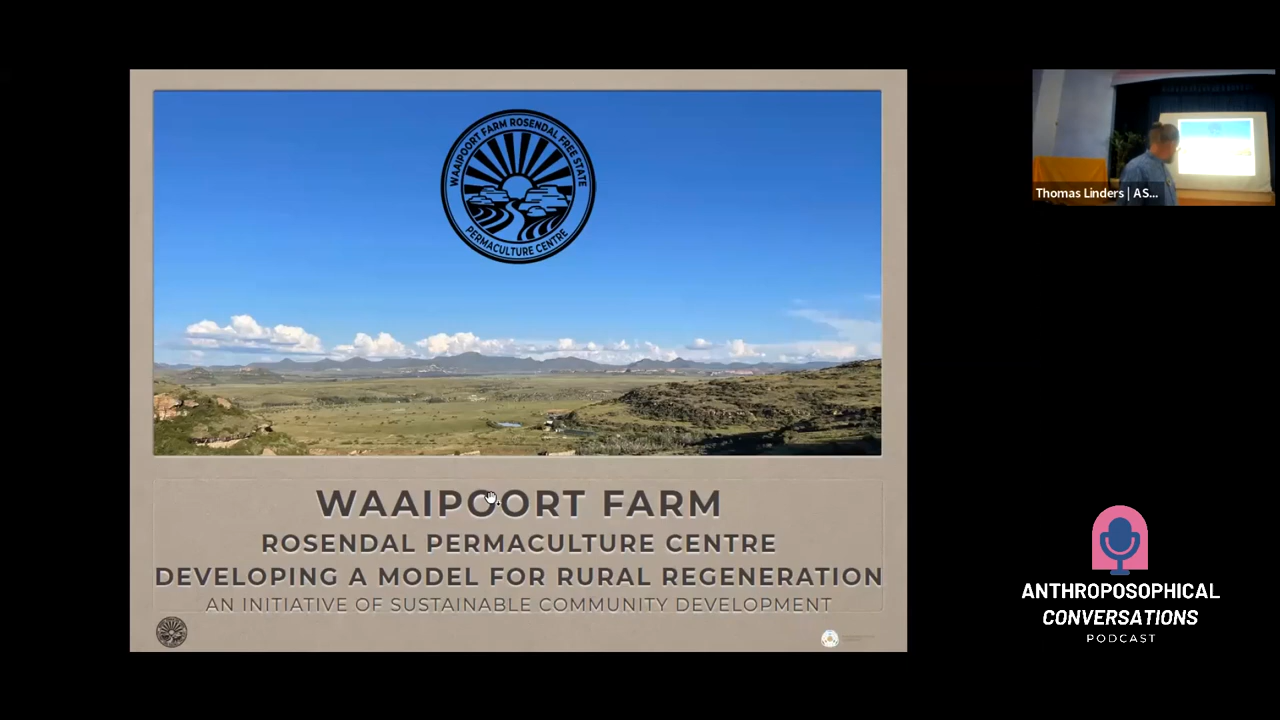 WAAIPOORT FARM ROSENDAL FREE STATE
PERMACULTURE CENTRE
WAAIPOORT FARM
ROSENDAL PERMACULTURE CENTRE
DEVELOPING A MODEL FOR RURAL REGENERATION
AN INITIATIVE OF SUSTAINABLE COMMUNITY DEVELOPMENT
Thomas Linders | AS...
ANTHROPOSOPHICAL
CONVERSATIONS
PODCAST